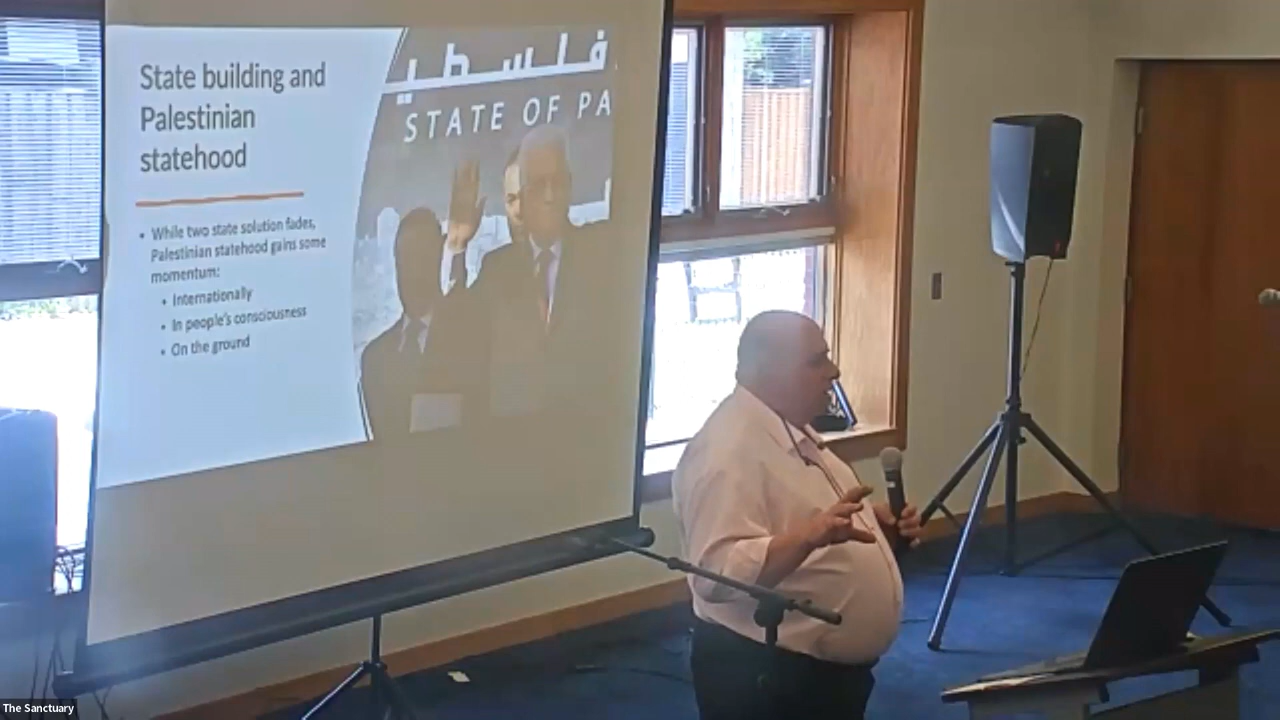 State building and
Palestinian
statehood
• While two state solution fades,
Palestinian statehood gains some
momentum:
• Internationally
• In people's consciousness
• On the ground
فلسطي
STATE OF PA
The Sanctuary